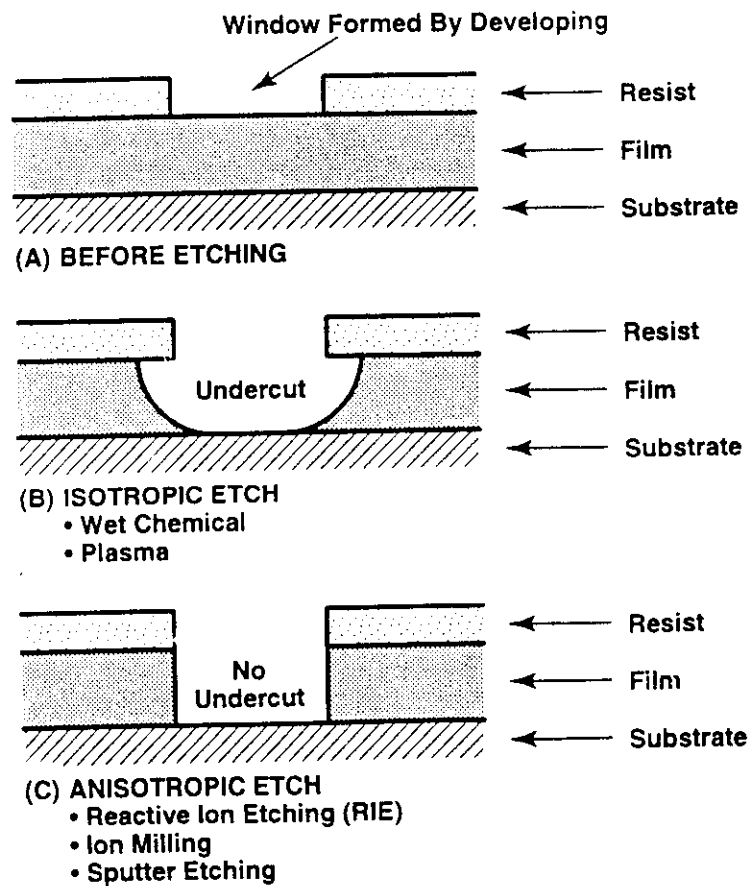 Window Formed By Developing
Resist
Film
Substrate
(A) BEFORE ETCHING
Resist
Undercut
Film
Substrate
(B) ISOTROPIC ETCH
• Wet Chemical
• Plasma
Resist
No
Undercut
Film
Substrate
(C) ANISOTROPIC ETCH
• Reactive Ion Etching (RIE)
• Ion Milling
• Sputter Etching